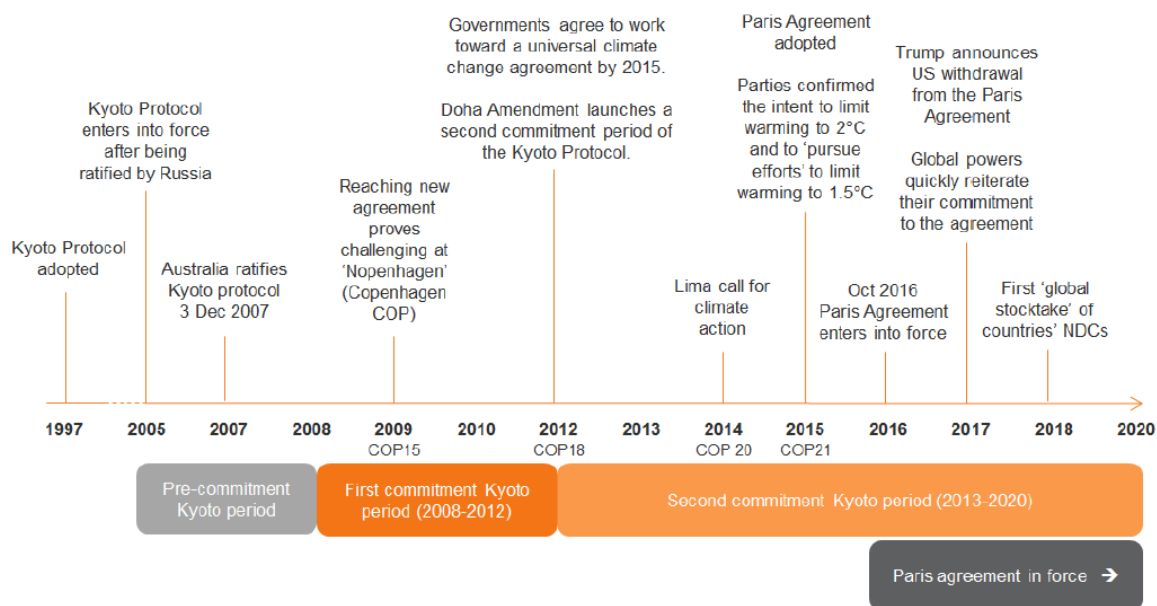 Kyoto Protocol
adopted
Kyoto Protocol
enters into force
after being
ratified by Russia
Australia ratifies
Kyoto protocol
3 Dec 2007
Reaching new
agreement
proves
challenging at
‘Nopenhagen’
(Copenhagen
COP)
Governments agree to work
toward a universal climate
change agreement by 2015.
Doha Amendment launches a
second commitment period of
the Kyoto Protocol.
Lima call for
climate
action
Paris Agreement
adopted
Parties confirmed
the intent to limit
warming to 2°C
and to ‘pursue
efforts’ to limit
warming to 1.5°C
Oct 2016
Paris Agreement
enters into force
Trump announces
US withdrawal
from the Paris
Agreement
Global powers
quickly reiterate
their commitment
to the agreement
First ‘global
stocktake’ of
countries’ NDCs
1997 2005 2007 2008 2009 2010 2012 2013 2014 2015 2016 2017 2018 2020
COP15 COP18 COP 20 COP21
Pre-commitment
Kyoto period
First commitment Kyoto
period (2008-2012)
Second commitment Kyoto period (2013-2020)
Paris agreement in force →